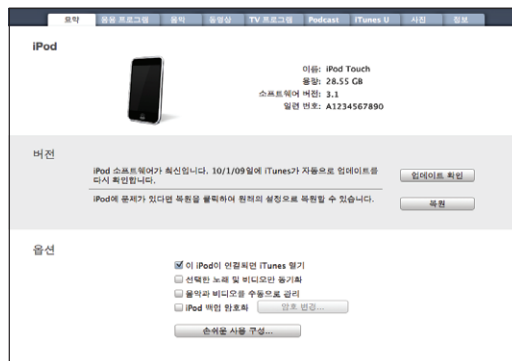 요약 응용 프로그램 음악 동영상 TV 프로그램 Podcast iTunes U 사진 정보
iPod
이름: iPod Touch
용량: 28.55 GB
소프트웨어 버전: 3.1
일련 번호: A1234567890
버전
iPod 소프트웨어가 최신입니다. 10/1/09일에 iTunes가 자동으로 업데이트를
다시 확인합니다.
업데이트 확인
iPod에 문제가 있다면 복원을 클릭하여 원래의 설정으로 복원할 수 있습니다.
복원
옵션
이 iPod이 연결되면 iTunes 열기
선택한 노래 및 비디오만 동기화
음악과 비디오를 수동으로 관리
iPod 백업 암호화 암호 변경...
손쉬운 사용 구성...